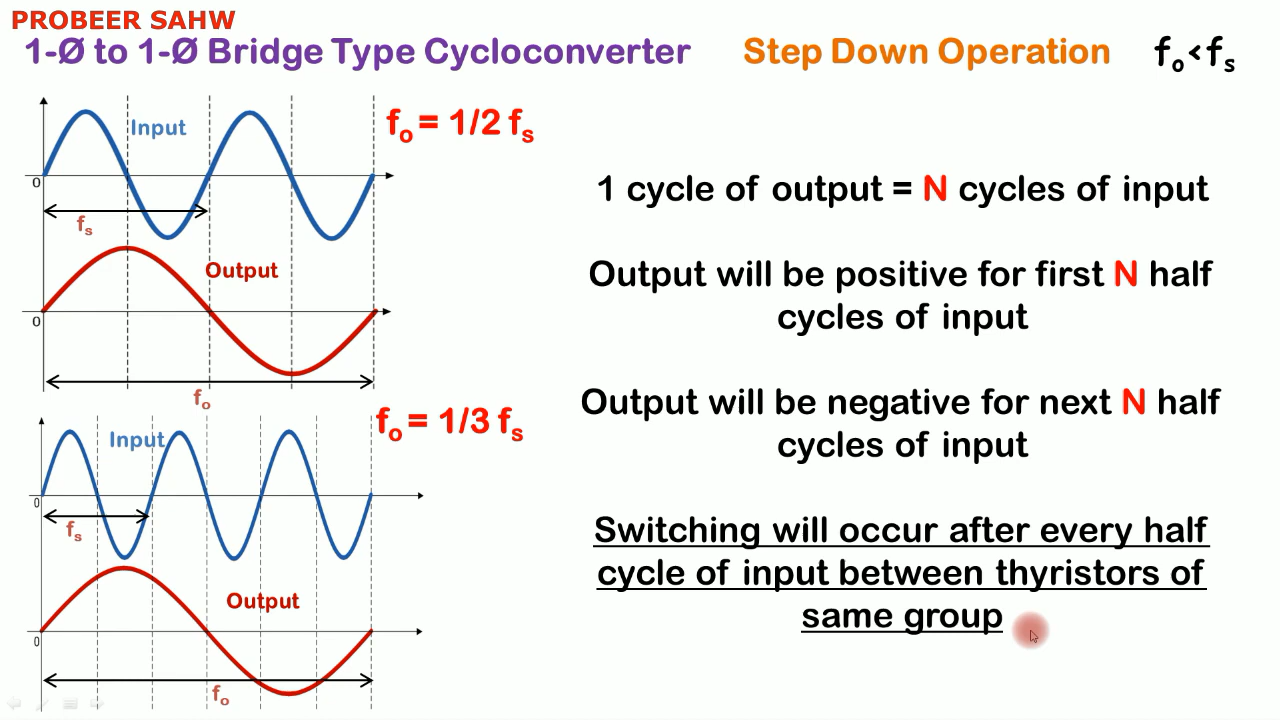 PROBEER SAHW
1-Ø to 1-Ø Bridge Type Cycloconverter Step Down Operation fo<fs
Input
fo = 1/2 fs
0
fs
Output
0
fo
1 cycle of output = N cycles of input
Output will be positive for first N half
cycles of input
Output will be negative for next N half
cycles of input
Switching will occur after every half
cycle of input between thyristors of
same group
fo = 1/3 fs
Input
0
fs
Output
0
fo